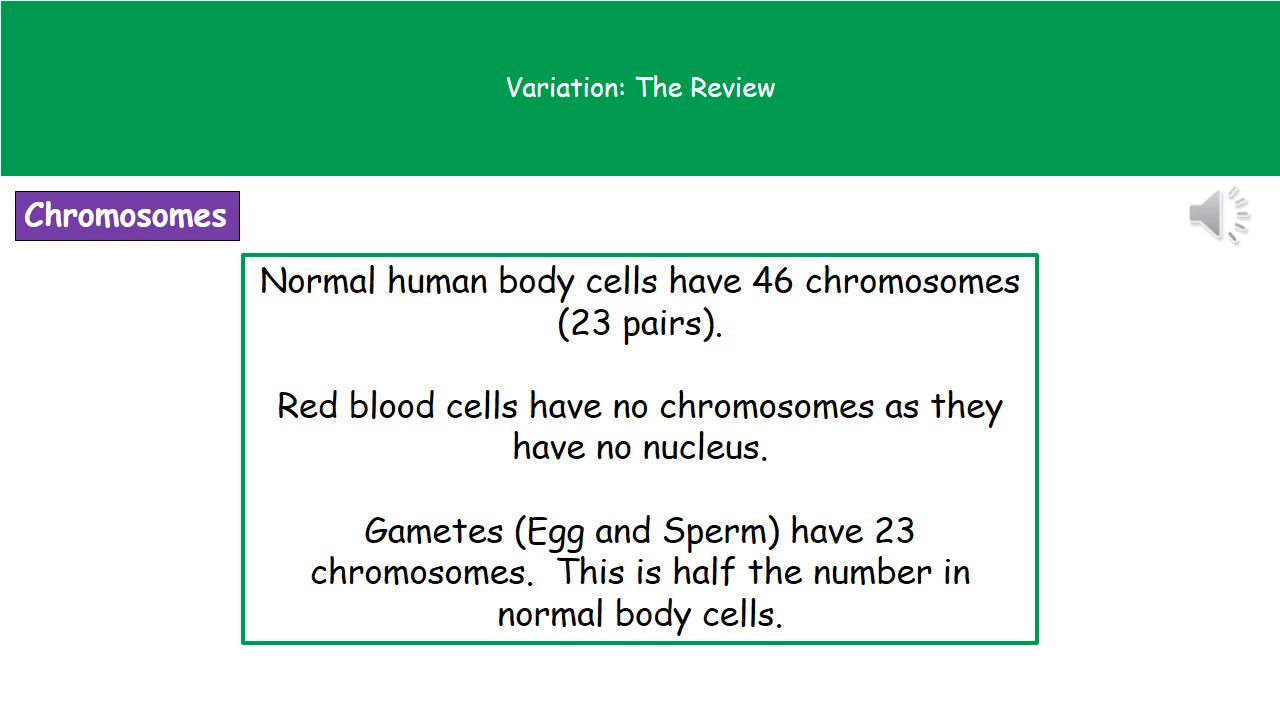 Variation: The Review
Chromosomes
Normal human body cells have 46 chromosomes
(23 pairs).
Red blood cells have no chromosomes as they
have no nucleus.
Gametes (Egg and Sperm) have 23
chromosomes.  This is half the number in
normal body cells.